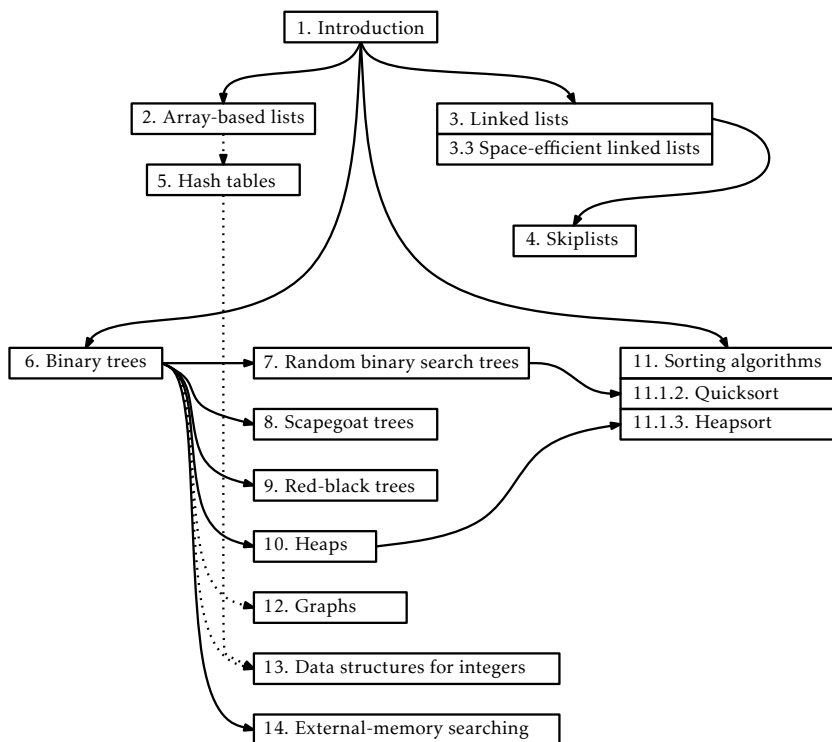 1. Introduction
2. Array-based lists
3. Linked lists
3.3 Space-efficient linked lists
5. Hash tables
4. Skiplists
6. Binary trees
7. Random binary search trees
11. Sorting algorithms
11.1.2. Quicksort
8. Scapegoat trees
11.1.3. Heapsort
9. Red-black trees
10. Heaps
12. Graphs
13. Data structures for integers
14. External-memory searching